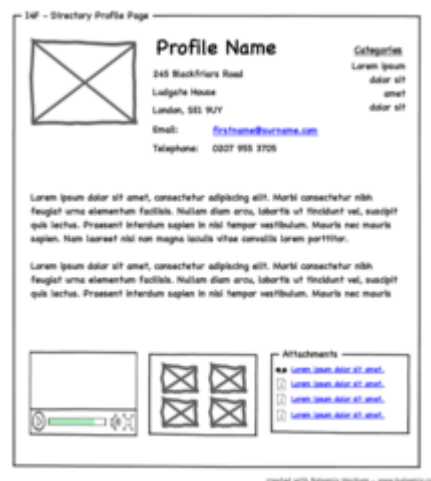 I4F - Directory Profile Page
Profile Name
245 Blackfriars Road
Ludgate House
London, SE1 9UY
Email: firstname@surname.com
Telephone: 0207 955 3705
Categories
Lorem ipsum
dolor sit
amet
dolor sit
Lorem ipsum dolor sit amet, consectetur adipiscing elit. Morbi consectetur nibh
feugiat urna elementum facilisis. Nullam diam arcu, lobortis ut tincidunt vel, suscipit
quis lectus. Praesent interdum sapien in nisl tempor vestibulum. Mauris nec mauris
sapien. Nam laoreet nisl non magna iaculis vitae convallis lorem porttitor.
Lorem ipsum dolor sit amet, consectetur adipiscing elit. Morbi consectetur nibh
feugiat urna elementum facilisis. Nullam diam arcu, lobortis ut tincidunt vel, suscipit
quis lectus. Praesent interdum sapien in nisl tempor vestibulum. Mauris nec mauris
Attachments
Lorem ipsum dolor sit amet.
Lorem ipsum dolor sit amet.
Lorem ipsum dolor sit amet.
Lorem ipsum dolor sit amet.
created with Balsamiq Mockups -